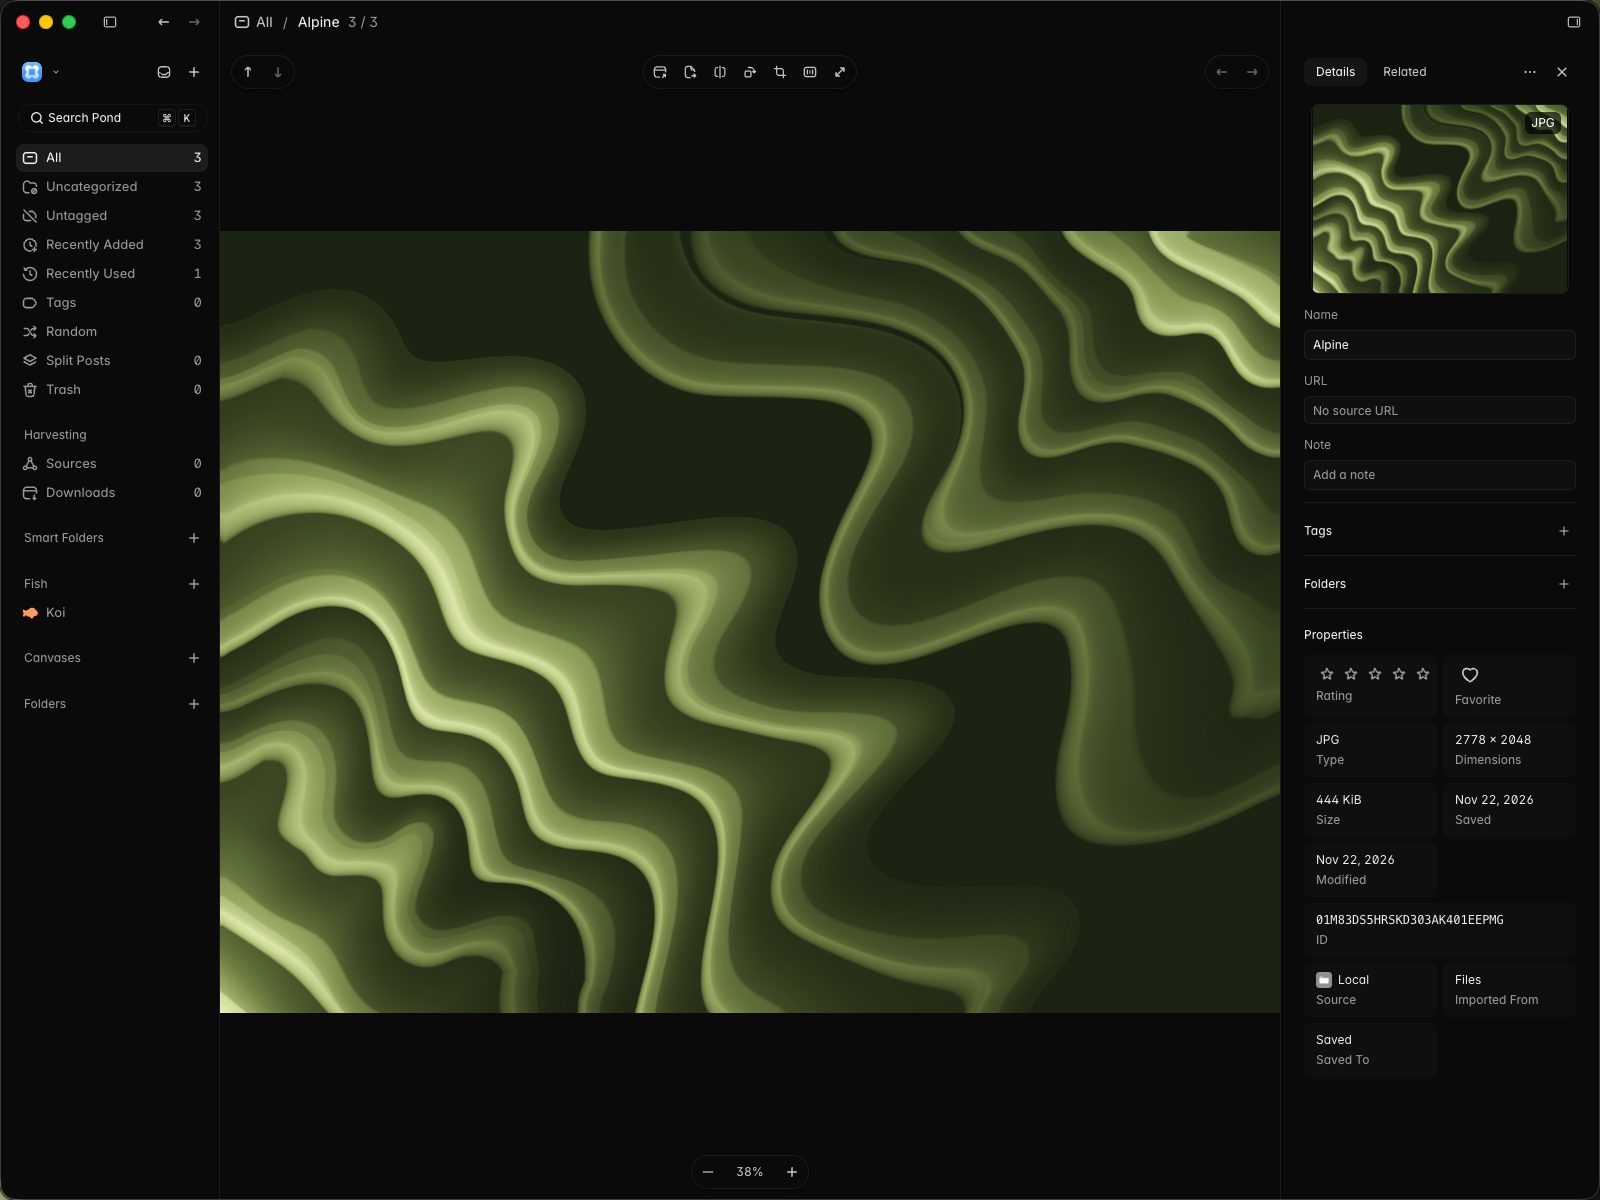 All / Alpine 3 / 3
Search Pond ⌘ K
All 3
Uncategorized 3
Untagged 3
Recently Added 3
Recently Used 1
Tags 0
Random
Split Posts 0
Trash 0
Harvesting
Sources 0
Downloads 0
Smart Folders
Fish
Koi
Canvases
Folders
38%
Details Related
JPG
Name
Alpine
URL
No source URL
Note
Add a note
Tags
Folders
Properties
Rating
Favorite
JPG
Type
2778 × 2048
Dimensions
444 KiB
Size
Nov 22, 2026
Saved
Nov 22, 2026
Modified
01M83DS5HRSKD303AK401EEPMG
ID
Local
Source
Files
Imported From
Saved
Saved To